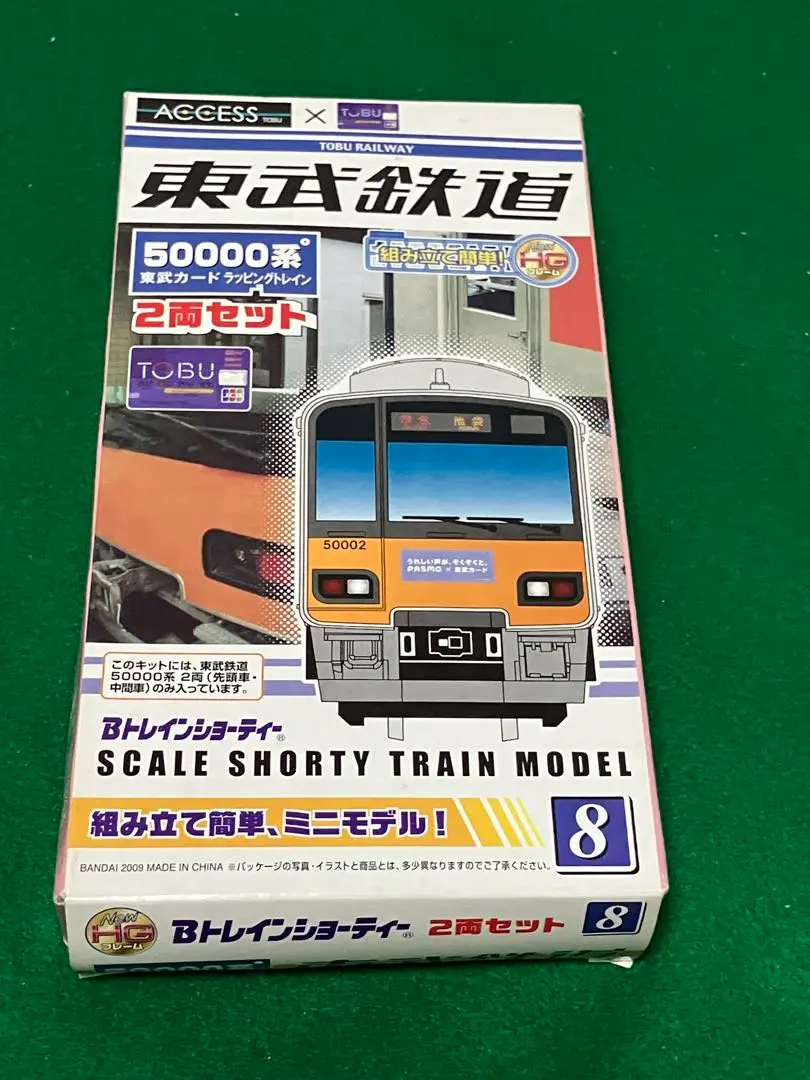 ACCESS TOBU × TOBU
TOBU RAILWAY
東武鉄道
50000系
東武カード ラッピングトレイン
2両セット
組み立て簡単!
New HG フレーム
TOBU
JCB
準急 池袋
50002
うれしい声が、ぞくぞくと。
PASMO × 東武カード
このキットには、東武鉄道
50000系 2両(先頭車・
中間車)のみ入っています。
Bトレインショーティー®
SCALE SHORTY TRAIN MODEL
組み立て簡単、ミニモデル!
8
BANDAI 2009 MADE IN CHINA ※パッケージの写真・イラストと商品とは、多少異なりますのでご了承ください。
New HG フレーム
Bトレインショーティー® 2両セット 8